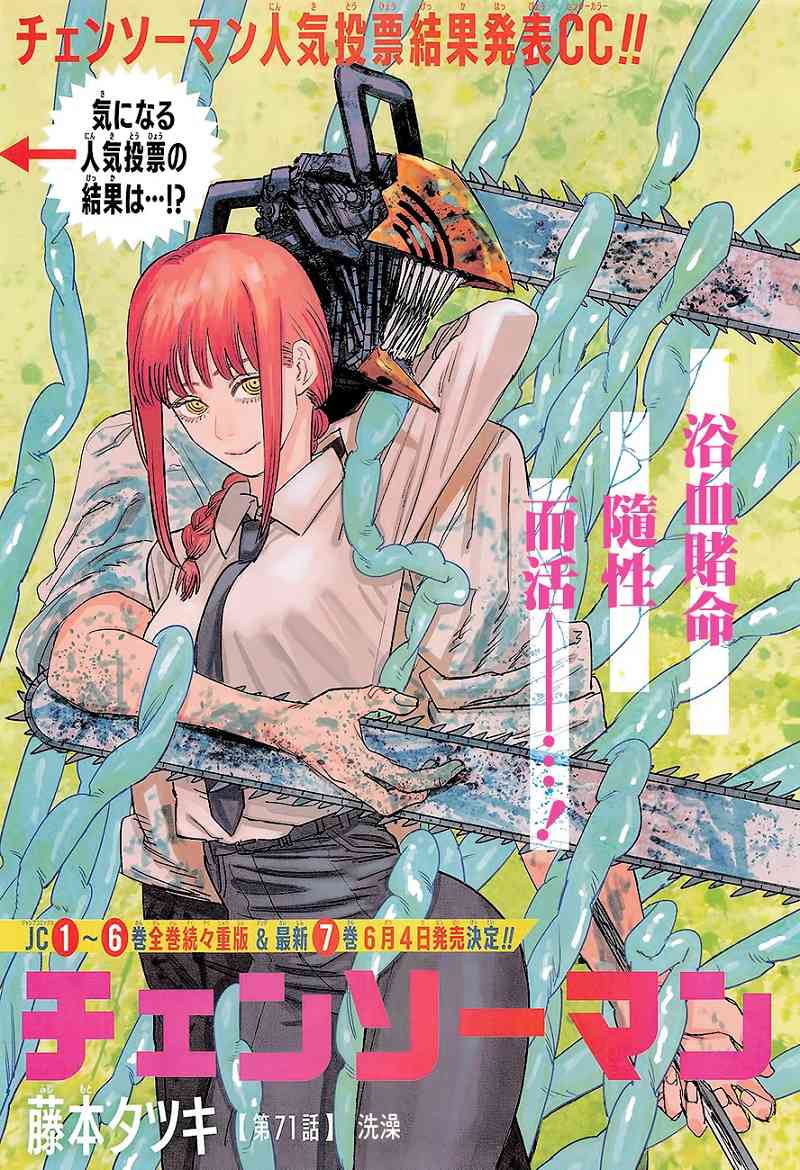 チェンソーマン人気投票結果発表CC!!
気になる
人気投票の
結果は…!?
浴血賭命
隨性
而活——…!
JC①~⑥巻全巻続々重版 & 最新⑦巻6月4日発売決定!!
チェンソーマン
藤本タツキ【第71話】 洗澡